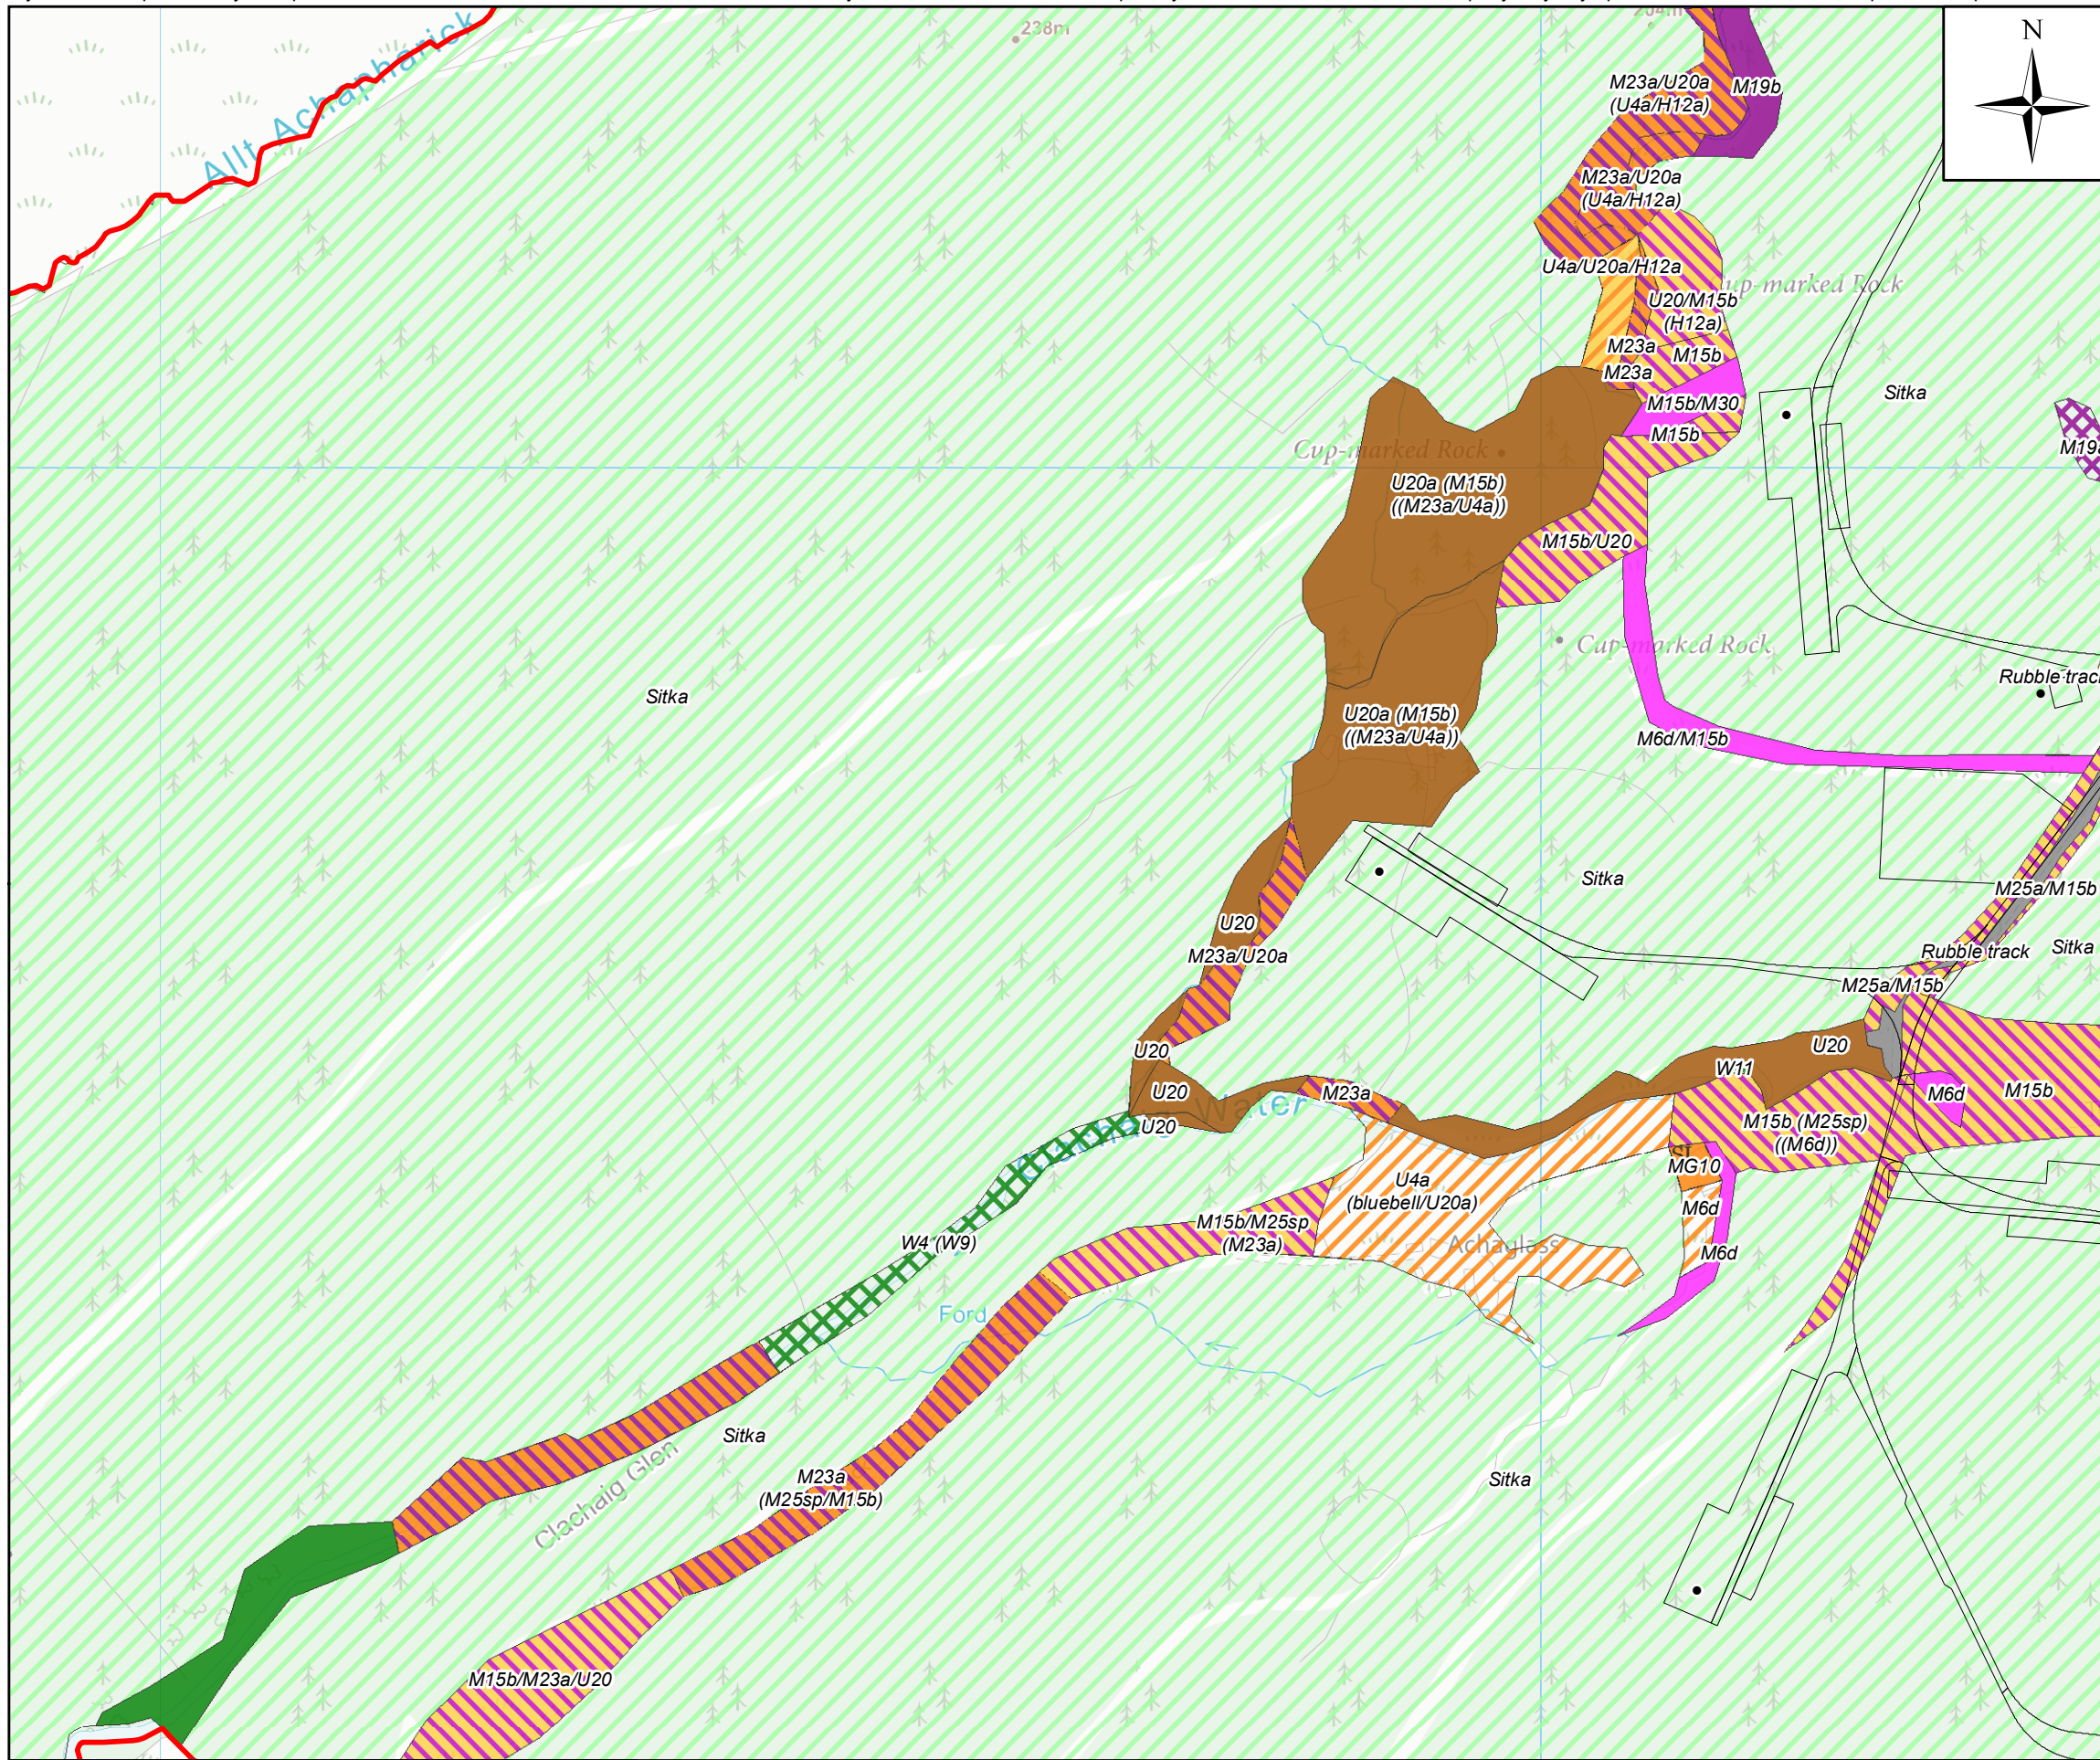 238m
N
Allt Achapharick
M23a/U20a
(U4a/H12a)
M19b
M23a/U20a
(U4a/H12a)
U4a/U20a/H12a
Cup-marked Rock
U20/M15b
(H12a)
M23a
M15b
M23a
Sitka
M15b/M30
M15b
Cup-marked Rock
U20a (M15b)
((M23a/U4a))
M15b/U20
Cup-marked Rock
Sitka
U20a (M15b)
((M23a/U4a))
M6d/M15b
Sitka
M25a/M15b
U20
M23a/U20a
Rubble track
Sitka
M25a/M15b
U20
U20
W11
U20
M23a
Water
M6d
M15b
U20
M15b (M25sp)
((M6d))
MG10
U4a
(bluebell/U20a)
M6d
M15b/M25sp
(M23a)
W4 (W9)
Achaglass
M6d
Ford
Sitka
Clachaig Glen
M23a
(M25sp/M15b)
Sitka
M15b/M23a/U20